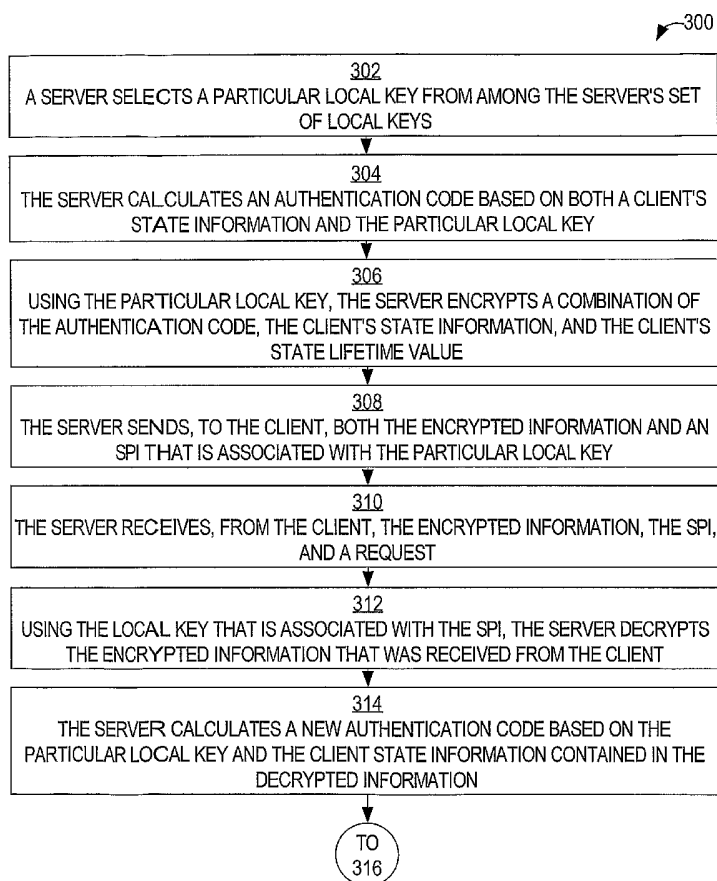 300
302
A SERVER SELECTS A PARTICULAR LOCAL KEY FROM AMONG THE SERVER'S SET
OF LOCAL KEYS
304
THE SERVER CALCULATES AN AUTHENTICATION CODE BASED ON BOTH A CLIENT'S
STATE INFORMATION AND THE PARTICULAR LOCAL KEY
306
USING THE PARTICULAR LOCAL KEY, THE SERVER ENCRYPTS A COMBINATION OF
THE AUTHENTICATION CODE, THE CLIENT'S STATE INFORMATION, AND THE CLIENT'S
STATE LIFETIME VALUE
308
THE SERVER SENDS, TO THE CLIENT, BOTH THE ENCRYPTED INFORMATION AND AN
SPI THAT IS ASSOCIATED WITH THE PARTICULAR LOCAL KEY
310
THE SERVER RECEIVES, FROM THE CLIENT, THE ENCRYPTED INFORMATION, THE SPI,
AND A REQUEST
312
USING THE LOCAL KEY THAT IS ASSOCIATED WITH THE SPI, THE SERVER DECRYPTS
THE ENCRYPTED INFORMATION THAT WAS RECEIVED FROM THE CLIENT
314
THE SERVER CALCULATES A NEW AUTHENTICATION CODE BASED ON THE
PARTICULAR LOCAL KEY AND THE CLIENT STATE INFORMATION CONTAINED IN THE
DECRYPTED INFORMATION
TO
316